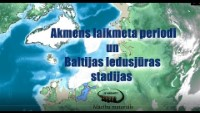 Akmens laikmeta periodi
un
Baltijas ledusjūras
stadijas